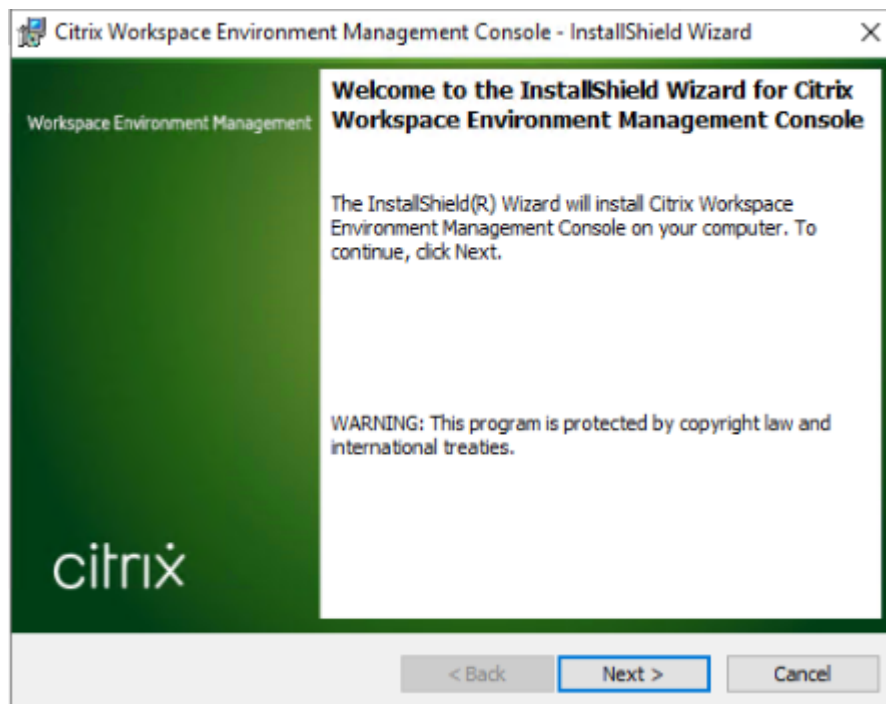 Citrix Workspace Environment Management Console - InstallShield Wizard
Workspace Environment Management
Welcome to the InstallShield Wizard for Citrix
Workspace Environment Management Console
The InstallShield(R) Wizard will install Citrix Workspace
Environment Management Console on your computer. To
continue, click Next.
WARNING: This program is protected by copyright law and
international treaties.
citrix
< Back
Next >
Cancel